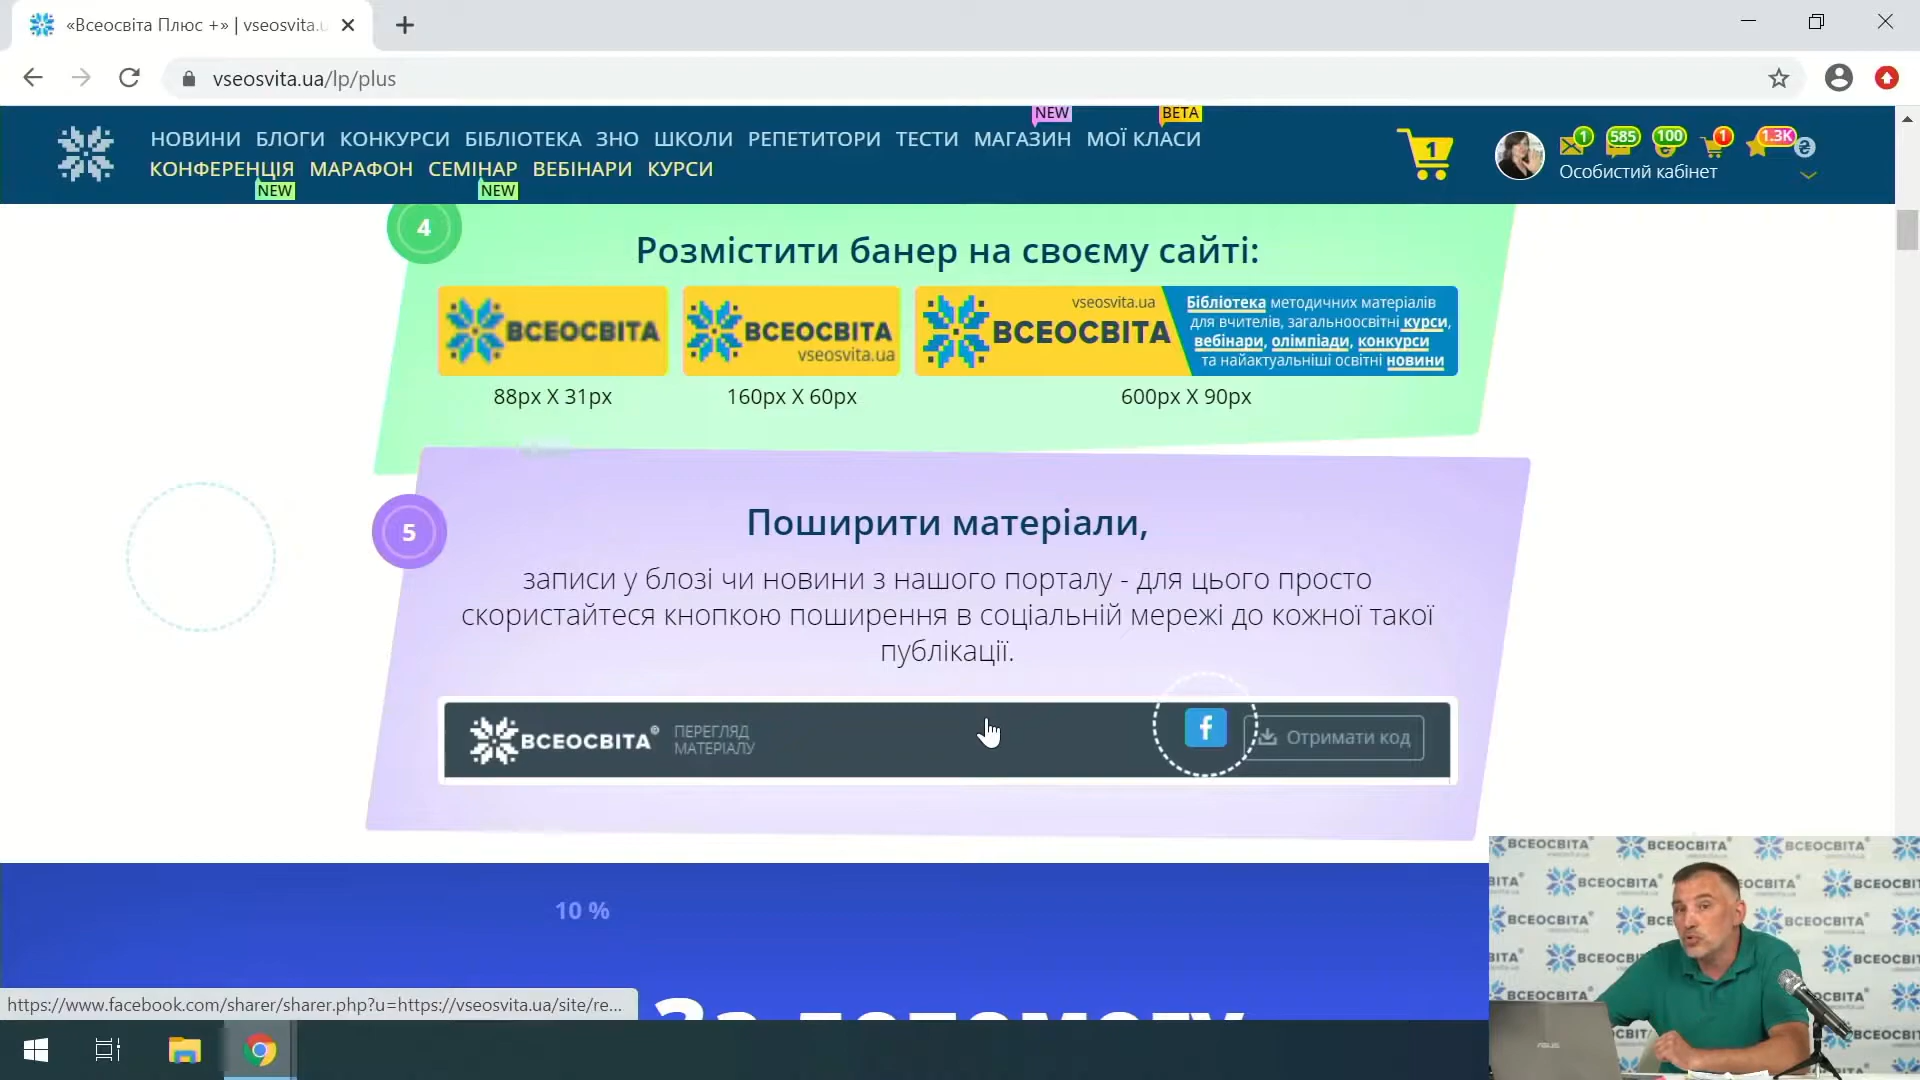 «Всеосвіта Плюс +» | vseosvita.u
vseosvita.ua/lp/plus
NEW
BETA
НОВИНИ БЛОГИ КОНКУРСИ БІБЛІОТЕКА ЗНО ШКОЛИ РЕПЕТИТОРИ ТЕСТИ МАГАЗИН МОЇ КЛАСИ
КОНФЕРЕНЦІЯ МАРАФОН СЕМІНАР ВЕБІНАРИ КУРСИ
NEW
NEW
1
1
585
100
1
1.3K
₴
Особистий кабінет
4
Розмістити банер на своєму сайті:
ВСЕОСВІТА
ВСЕОСВІТА
vseosvita.ua
vseosvita.ua
ВСЕОСВІТА
Бібліотека методичних матеріалів
для вчителів, загальноосвітні курси,
вебінари, олімпіади, конкурси
та найактуальніші освітні новини
88px X 31px
160px X 60px
600px X 90px
5
Поширити матеріали,
записи у блозі чи новини з нашого порталу - для цього просто
скористайтеся кнопкою поширення в соціальній мережі до кожної такої
публікації.
ВСЕОСВІТА®
ПЕРЕГЛЯД
МАТЕРІАЛУ
f
Отримати код
10 %
https://www.facebook.com/sharer/sharer.php?u=https://vseosvita.ua/site/re...
За допомогу
ВСЕОСВІТА
ВСЕОСВІТА
ВСЕОСВІТА
ASUS